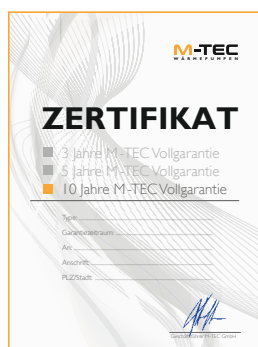 M-TEC
WÄRMEPUMPEN
ZERTIFIKAT
3 Jahre M-TEC Vollgarantie
5 Jahre M-TEC Vollgarantie
10 Jahre M-TEC Vollgarantie
Type:
Garantiezeitraum:
An:
Anschrift:
PLZ/Stadt:
Geschäftsführer M-TEC GmbH